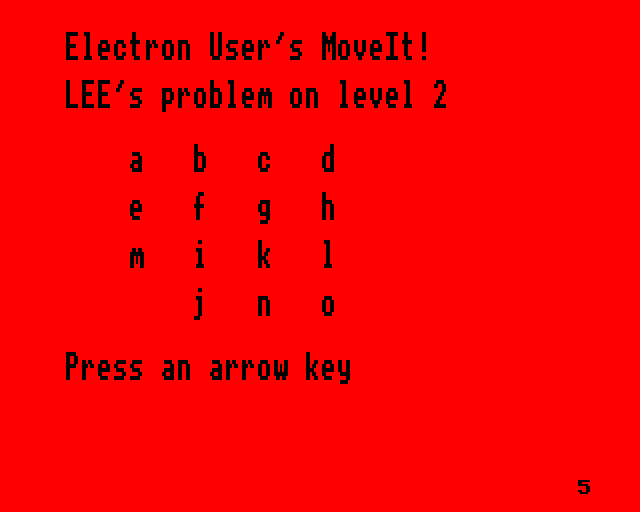 Electron User's MoveIt!
LEE's problem on level 2
a b c d
e f g h
m i k l
j n o
Press an arrow key
5